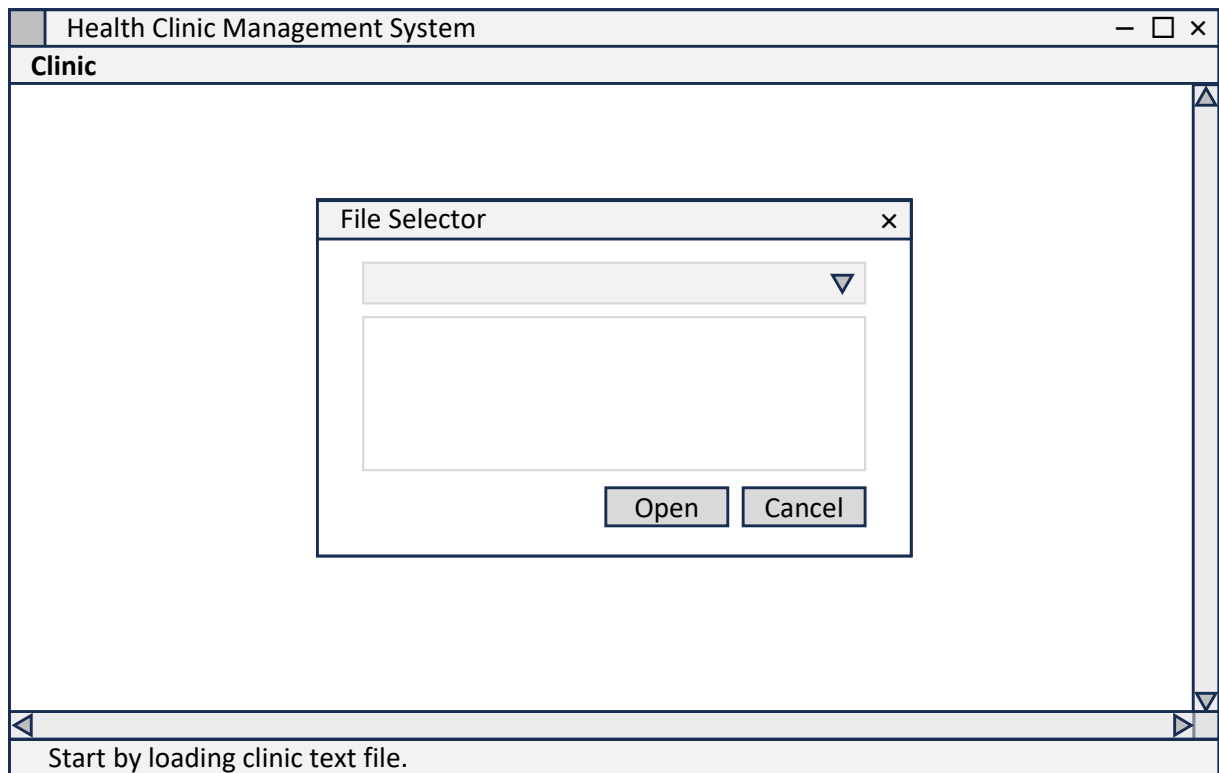 Health Clinic Management System
Clinic
File Selector
Open Cancel
Start by loading clinic text file.